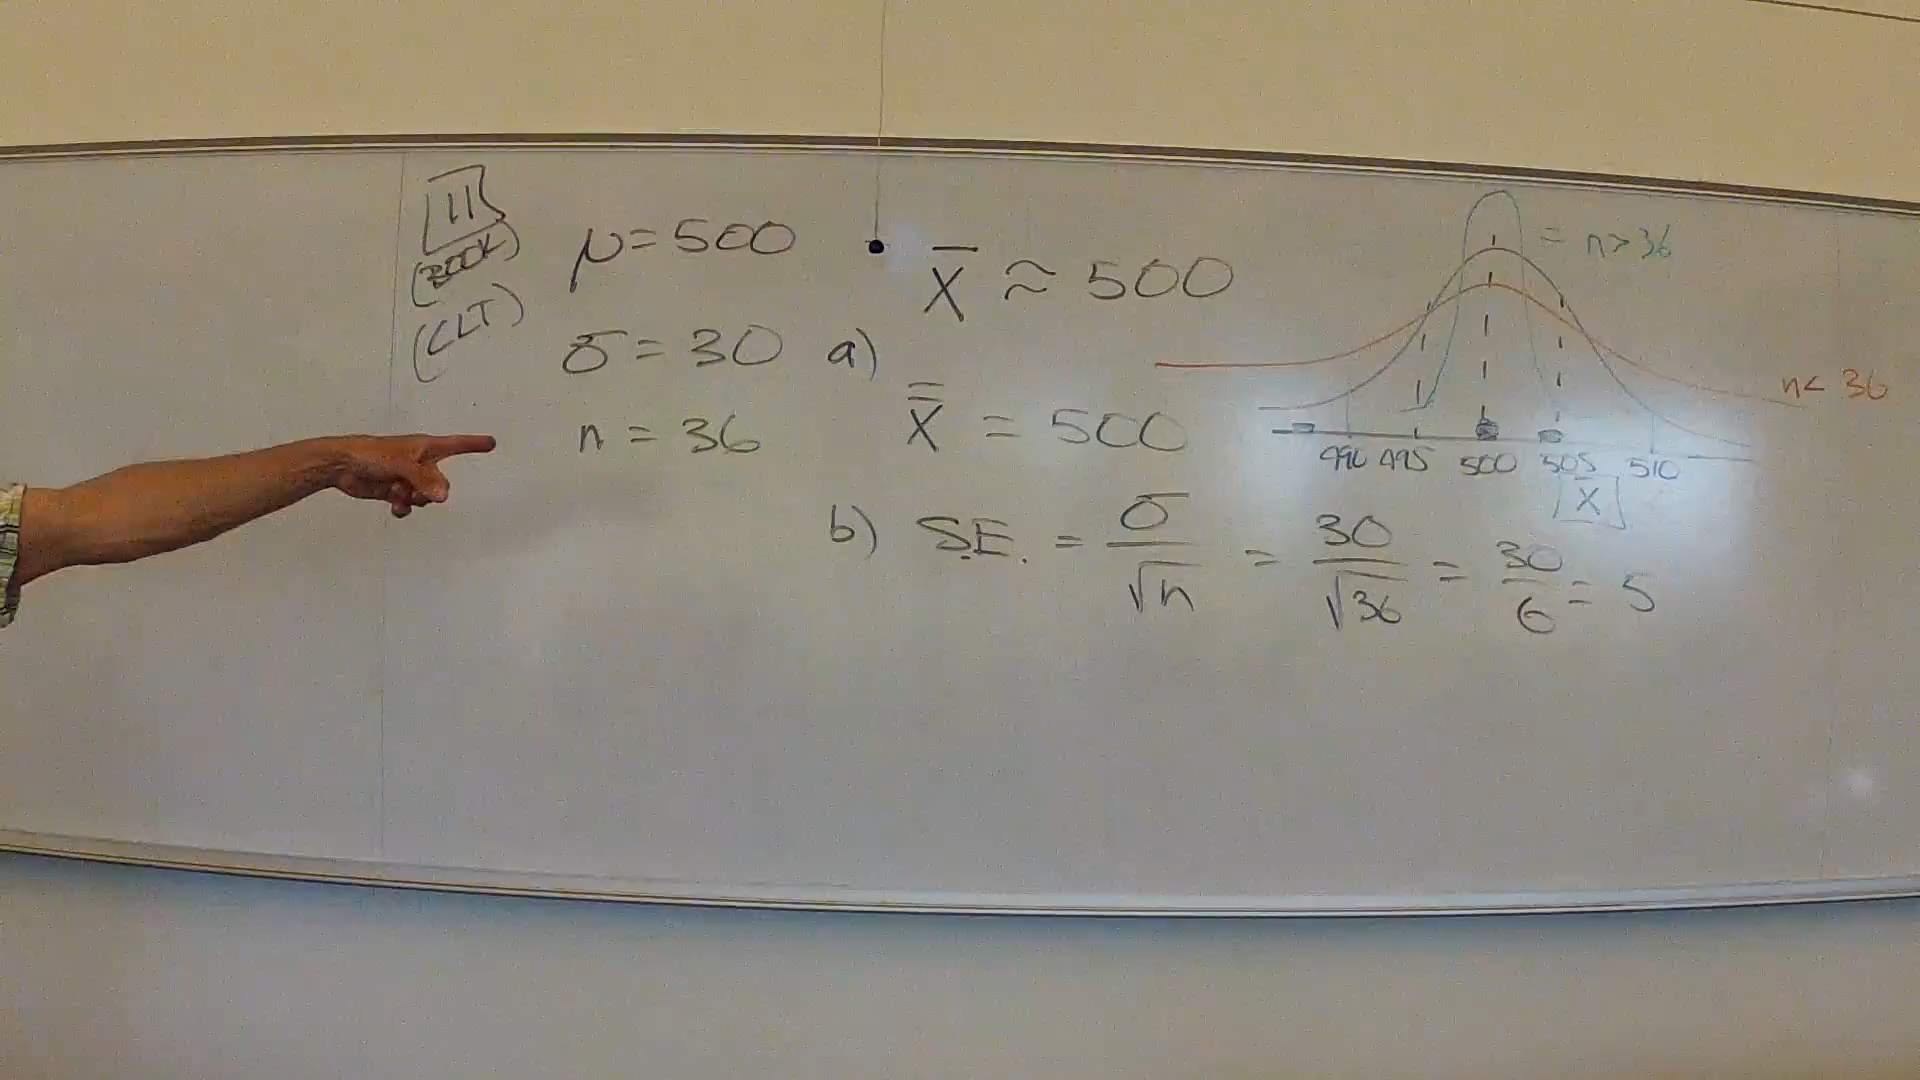 11
(BOOK)
(CLT)
μ = 500
σ = 30
n = 36
X̄ ≈ 500
a)
X̿ = 500
b) S.E. = σ/√n = 30/√36 = 30/6 = 5
= n > 36
n < 36
490 495 500 505 510
X̄